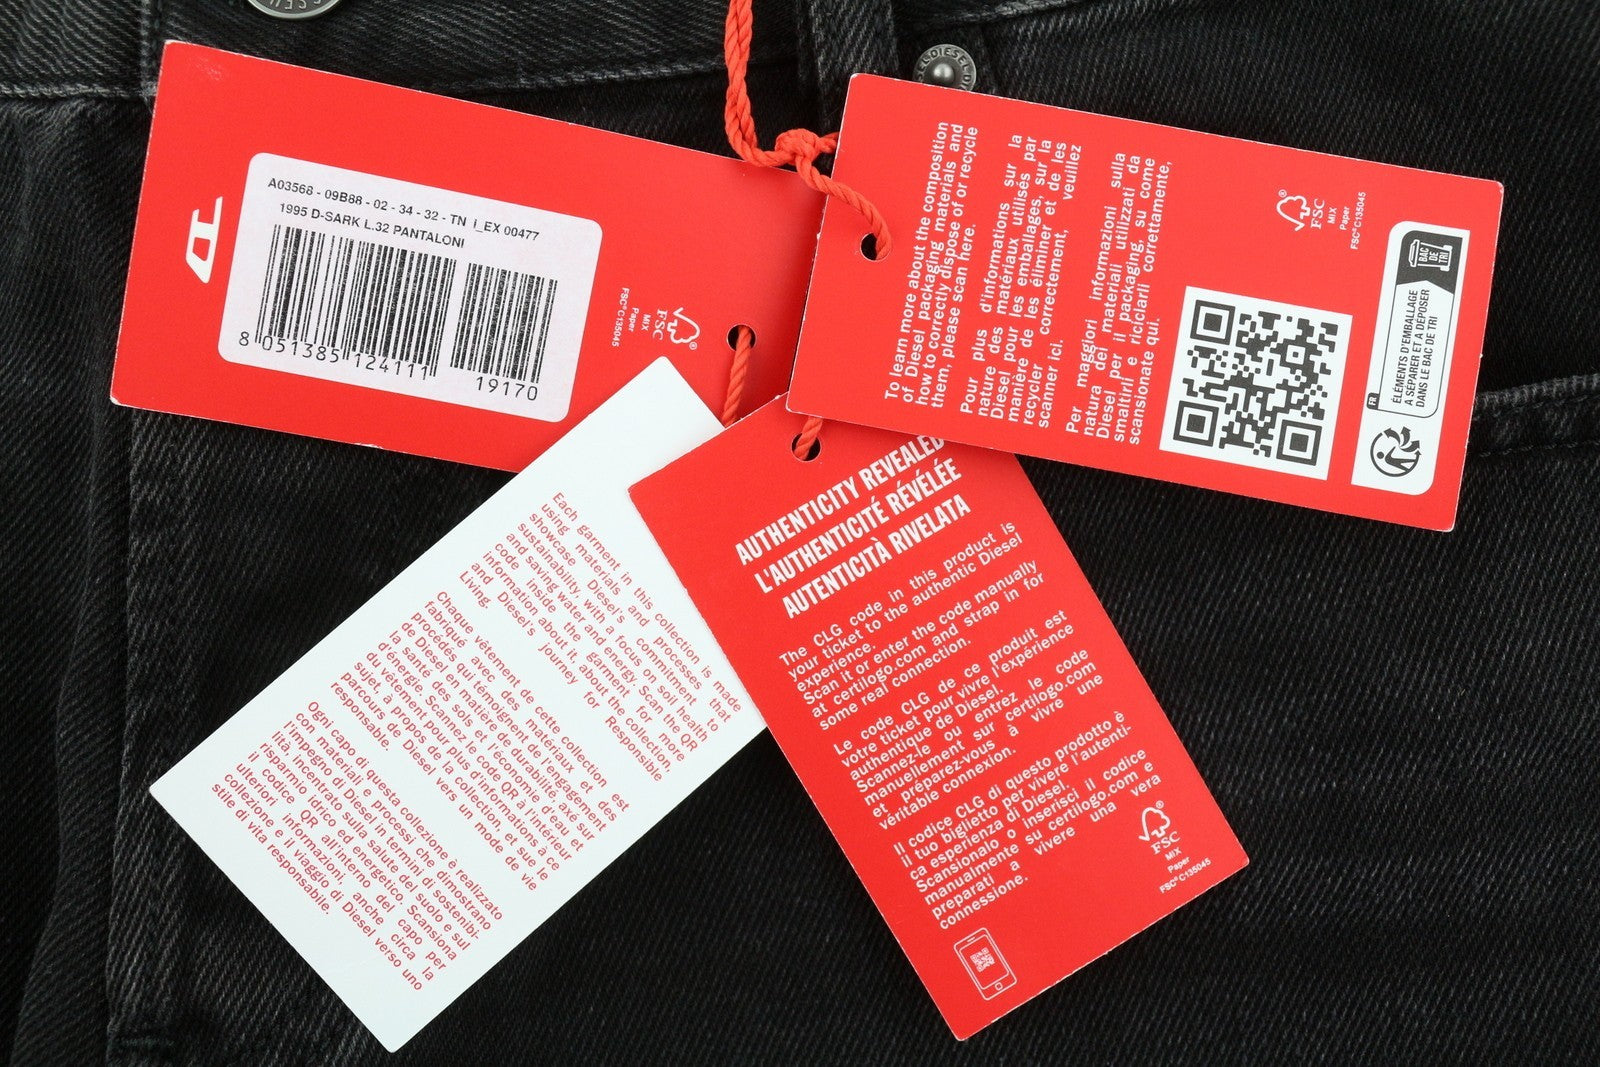 A03568 - 09B88 - 02 - 34 - 32 - TN I_EX 00477
1995 D-SARK L.32 PANTALONI
8 051385 124111
19170
FSC
MIX
Paper
FSC® C135045
To learn more about the composition
of Diesel packaging materials and
how to correctly dispose of or recycle
them, please scan here.
Pour plus d'informations sur la
nature des matériaux utilisés par
Diesel pour les emballages, sur la
manière de les éliminer et de les
recycler correctement, veuillez
scanner ici.
Per maggiori informazioni sulla
natura dei materiali utilizzati da
Diesel per il packaging, su come
smaltirli e riciclarli correttamente,
scansionate qui.
FSC
MIX
Paper
FSC® C135045
BAC
DE
TRI
FR
ÉLÉMENTS D'EMBALLAGE
A SÉPARER ET A DÉPOSER
DANS LE BAC DE TRI
Each garment in this collection is made
using materials and processes that
showcase Diesel's commitment to
sustainability, with a focus on soil health
and saving water and energy. Scan the QR
code inside the garment for more
information about it, about the collection,
and Diesel's journey for Responsible
Living.
Chaque vêtement de cette collection est
fabriqué avec des matériaux et des
procédés qui témoignent de l'engagement
de Diesel en matière de durabilité, axé sur
la santé des sols et l'économie d'eau et
d'énergie. Scannez le code QR à l'intérieur
du vêtement pour plus d'informations à ce
sujet, à propos de la collection, et sur le
parcours de Diesel vers un mode de vie
responsable.
Ogni capo di questa collezione è realizzato
con materiali e processi che dimostrano
l'impegno di Diesel in termini di sostenibi-
lità, incentrato sulla salute del suolo e sul
risparmio idrico ed energetico. Scansiona
il codice QR all'interno del capo per
ulteriori informazioni, anche circa la
collezione e il viaggio di Diesel verso uno
stile di vita responsabile.
AUTHENTICITY REVEALED
L'AUTHENTICITÉ RÉVÉLÉE
AUTENTICITÀ RIVELATA
The CLG code in this product is
your ticket to the authentic Diesel
experience.
Scan it or enter the code manually
at certilogo.com and strap in for
some real connection.
Le code CLG de ce produit est
votre ticket pour vivre l'expérience
authentique de Diesel.
Scannez-le ou entrez le code
manuellement sur certilogo.com
et préparez-vous à vivre une
véritable connexion.
Il codice CLG di questo prodotto è
il tuo biglietto per vivere l'autenti-
ca esperienza di Diesel.
Scansionalo o inserisci il codice
manualmente su certilogo.com e
preparati a vivere una vera
connessione.
FSC
MIX
Paper
FSC® C135045